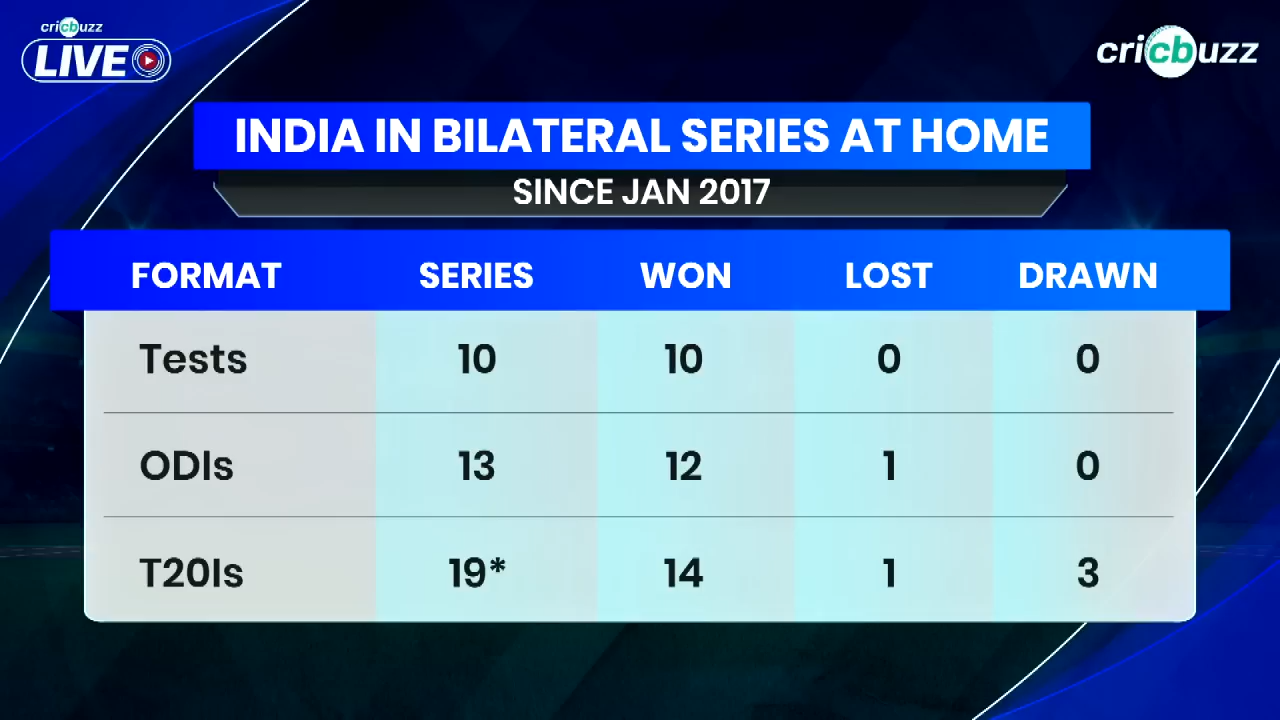 cricbuzz
LIVE
cricbuzz
INDIA IN BILATERAL SERIES AT HOME
SINCE JAN 2017
FORMAT SERIES WON LOST DRAWN
Tests 10 10 0 0
ODIs 13 12 1 0
T20Is 19* 14 1 3